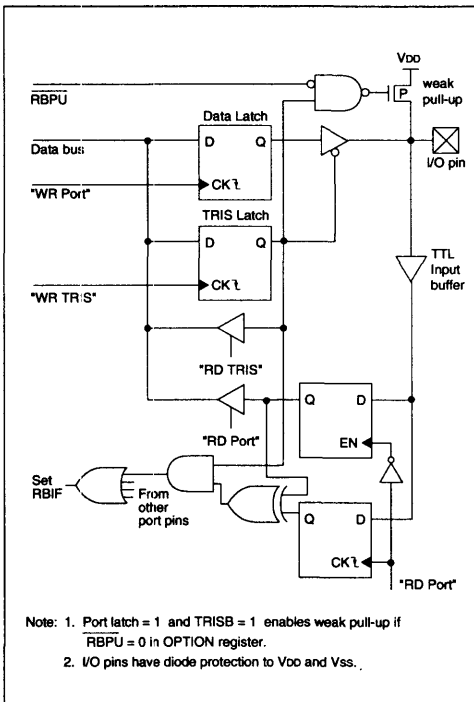 VDD
weak
pull-up
P
RBPU
Data Latch
Data bus
D Q
I/O pin
CK
"WR Port"
TRIS Latch
D Q
TTL
Input
buffer
CK
"WR TRIS"
"RD TRIS"
Q D
"RD Port"
EN
Set
RBIF
From
other
port pins
Q D
CK
"RD Port"
Note: 1. Port latch = 1 and TRISB = 1 enables weak pull-up if
RBPU = 0 in OPTION register.
2. I/O pins have diode protection to VDD and VSS.